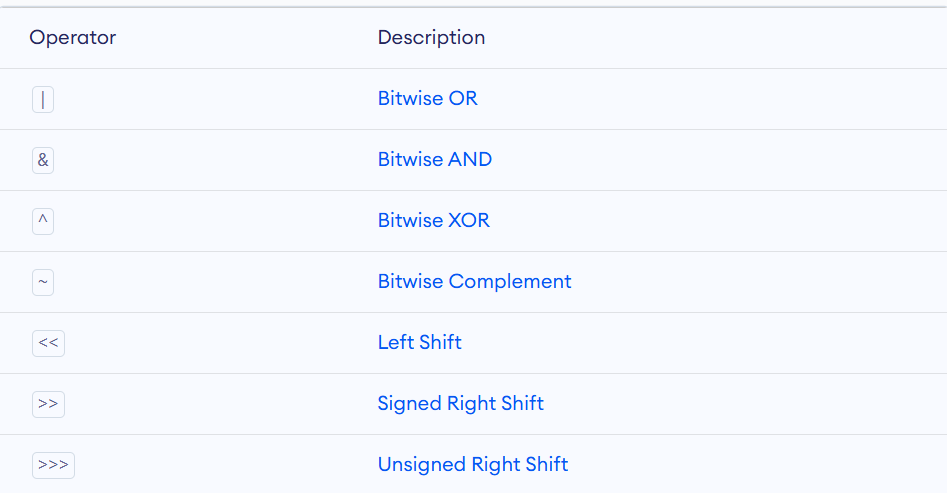 Operator Description
| Bitwise OR
& Bitwise AND
^ Bitwise XOR
~ Bitwise Complement
<< Left Shift
>> Signed Right Shift
>>> Unsigned Right Shift